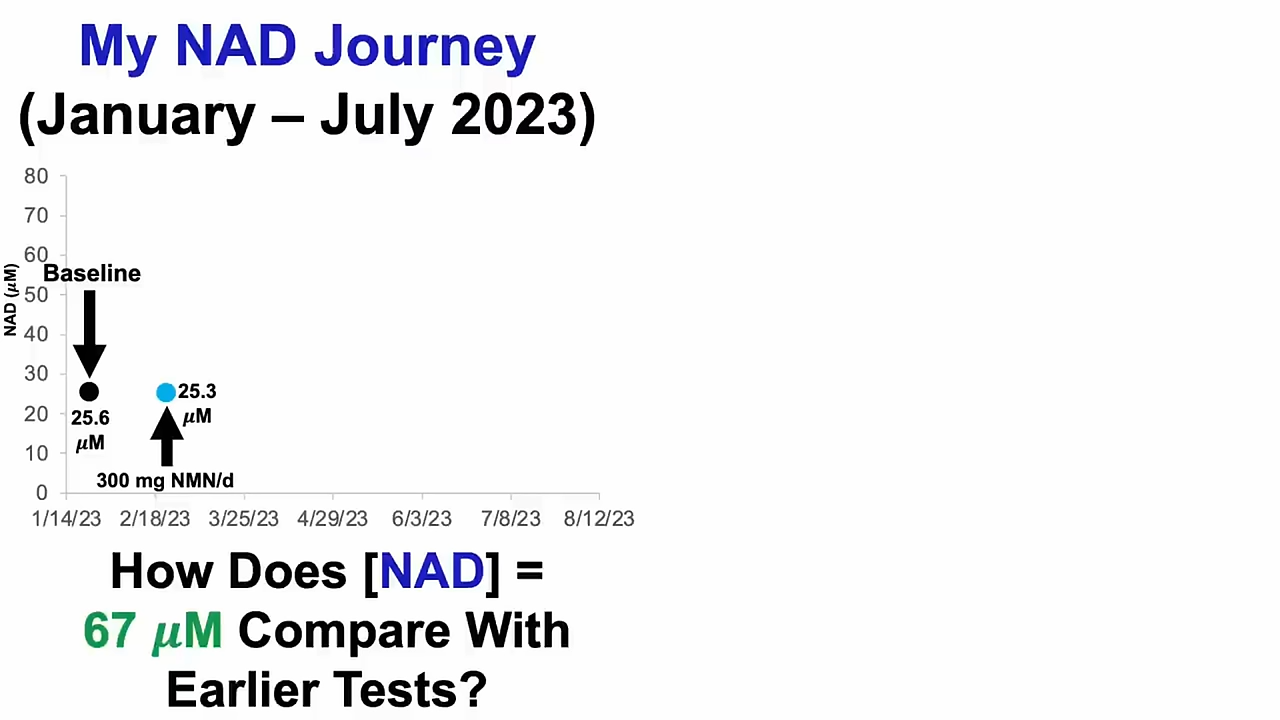 My NAD Journey
(January – July 2023)
80
70
60
50
40
30
20
10
0
NAD (μM)
Baseline
25.6
μM
25.3
μM
300 mg NMN/d
1/14/23 2/18/23 3/25/23 4/29/23 6/3/23 7/8/23 8/12/23
How Does [NAD] =
67 μM Compare With
Earlier Tests?